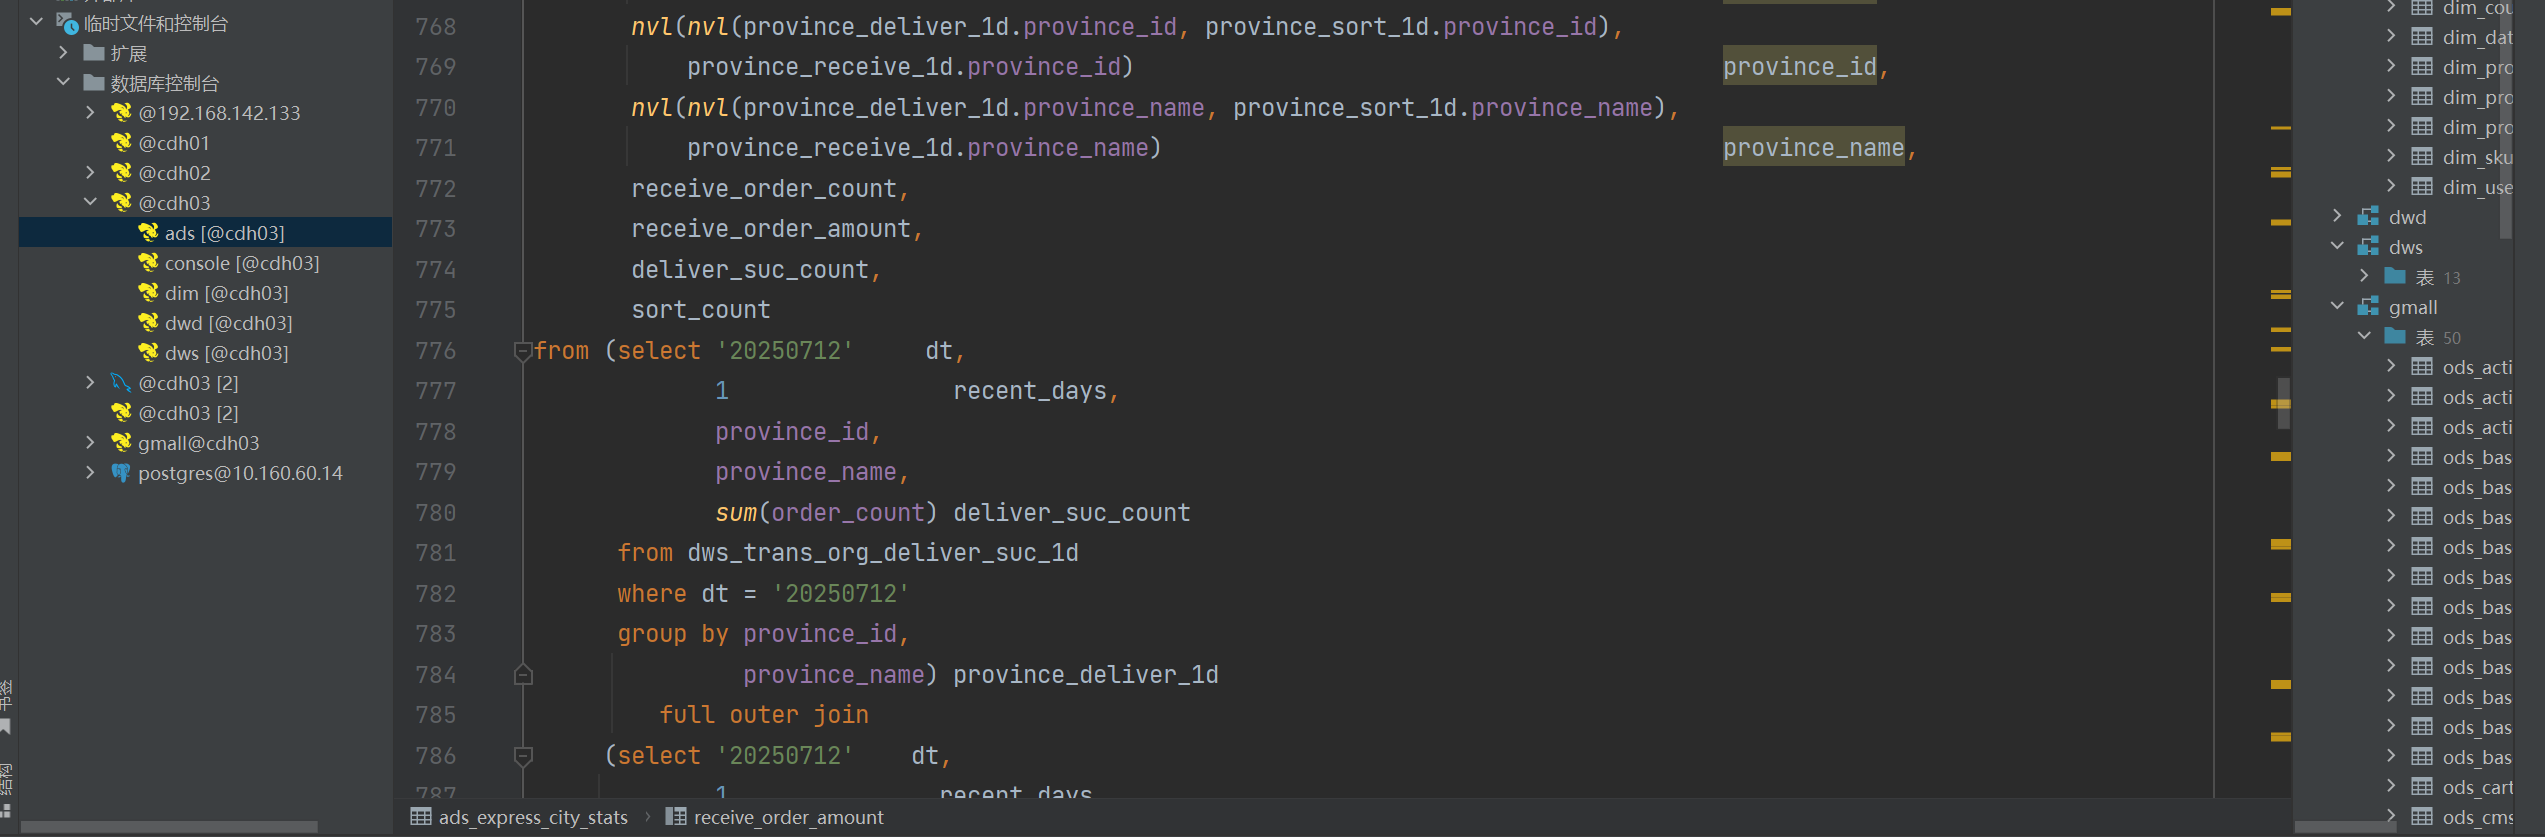 临时文件和控制台
扩展
数据库控制台
@192.168.142.133
@cdh01
@cdh02
@cdh03
ads [@cdh03]
console [@cdh03]
dim [@cdh03]
dwd [@cdh03]
dws [@cdh03]
@cdh03 [2]
@cdh03 [2]
gmall@cdh03
postgres@10.160.60.14
书签
结构
768 nvl(nvl(province_deliver_1d.province_id, province_sort_1d.province_id),
769 province_receive_1d.province_id) province_id,
770 nvl(nvl(province_deliver_1d.province_name, province_sort_1d.province_name),
771 province_receive_1d.province_name) province_name,
772 receive_order_count,
773 receive_order_amount,
774 deliver_suc_count,
775 sort_count
776 from (select '20250712' dt,
777 1 recent_days,
778 province_id,
779 province_name,
780 sum(order_count) deliver_suc_count
781 from dws_trans_org_deliver_suc_1d
782 where dt = '20250712'
783 group by province_id,
784 province_name) province_deliver_1d
785 full outer join
786 (select '20250712' dt,
787 1 recent_days
ads_express_city_stats › receive_order_amount
dim_cou
dim_dat
dim_pro
dim_pro
dim_pro
dim_sku
dim_use
dwd
dws
表 13
gmall
表 50
ods_acti
ods_acti
ods_acti
ods_bas
ods_bas
ods_bas
ods_bas
ods_bas
ods_bas
ods_bas
ods_bas
ods_bas
ods_bas
ods_bas
ods_cart
ods_cms